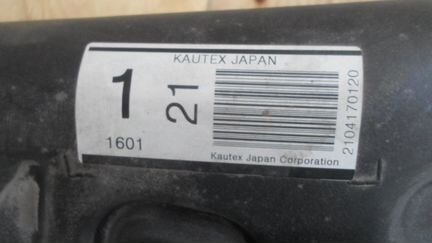 KAUTEX JAPAN
1
21
1601
Kautex Japan Corporation
2104170120